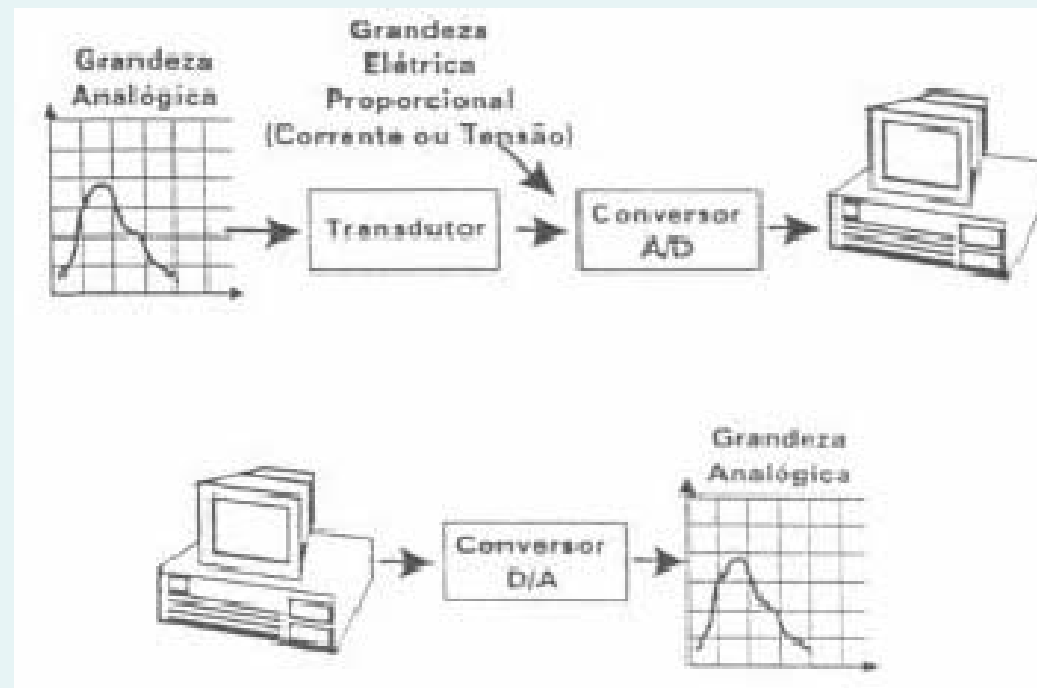 Grandeza
Analógica
Grandeza
Elétrica
Proporcional
(Corrente ou Tensão)
Transdutor
Conversor
A/D
Conversor
D/A
Grandeza
Analógica